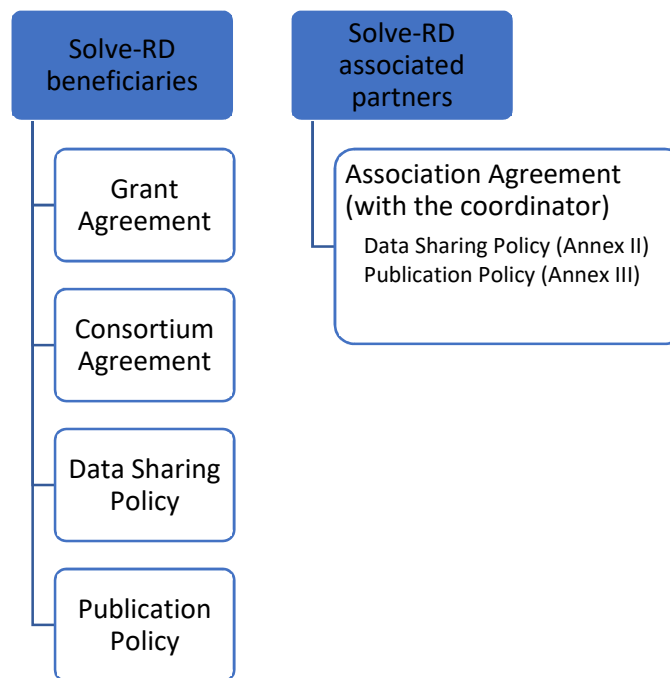 Solve-RD
beneficiaries
Grant
Agreement
Consortium
Agreement
Data Sharing
Policy
Publication
Policy
Solve-RD
associated
partners
Association Agreement
(with the coordinator)
Data Sharing Policy (Annex II)
Publication Policy (Annex III)